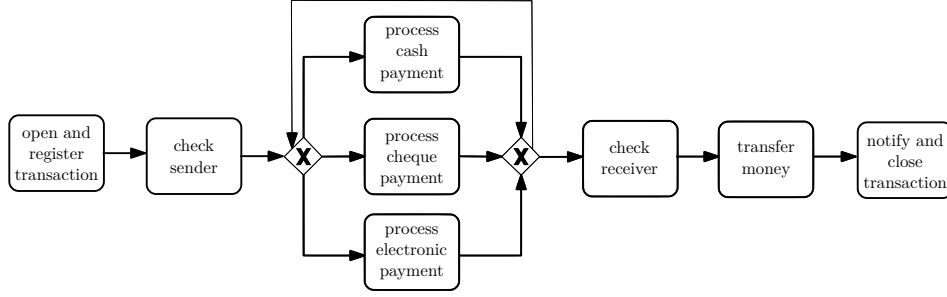 open and
register
transaction
check
sender
X
process
cash
payment
process
cheque
payment
process
electronic
payment
X
check
receiver
transfer
money
notify and
close
transaction